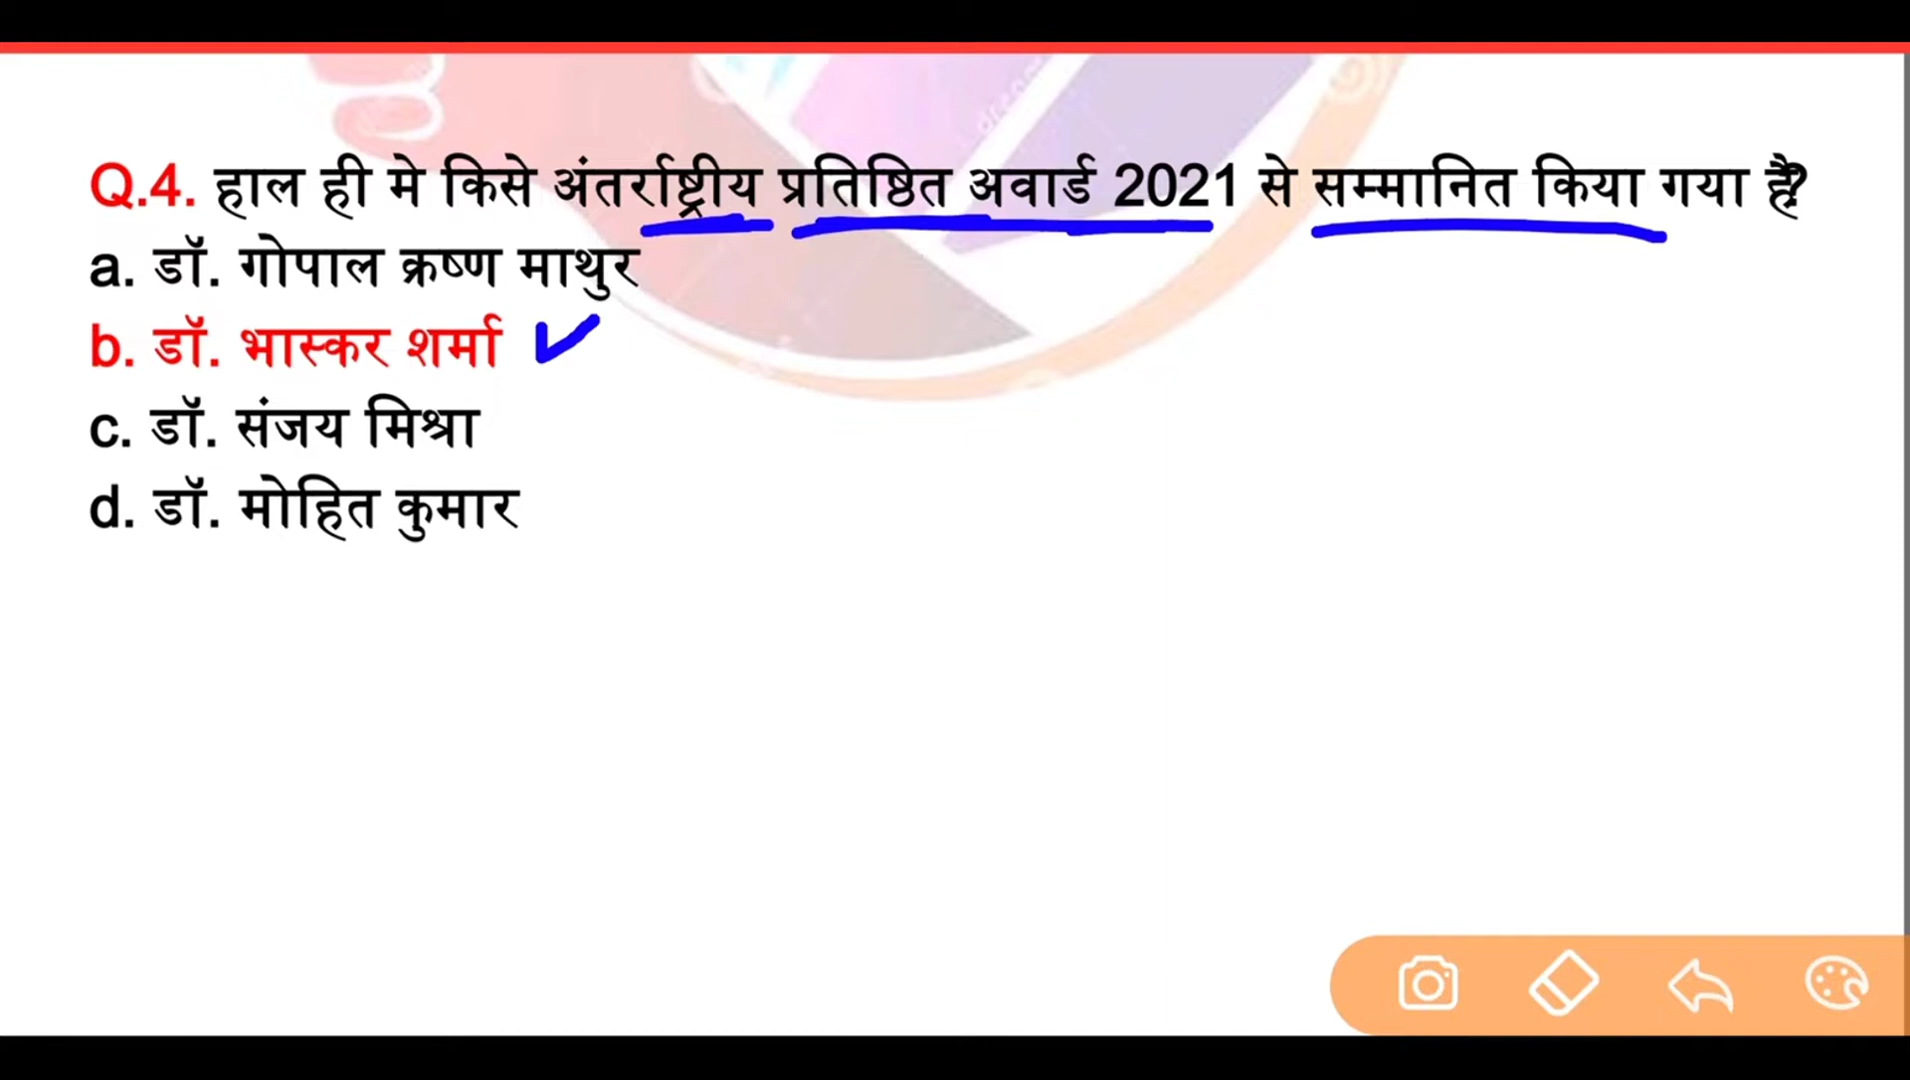 Q.4. हाल ही मे किसे अंतर्राष्ट्रीय प्रतिष्ठित अवार्ड 2021 से सम्मानित किया गया है?
a. डॉ. गोपाल क्रष्ण माथुर
b. डॉ. भास्कर शर्मा
c. डॉ. संजय मिश्रा
d. डॉ. मोहित कुमार